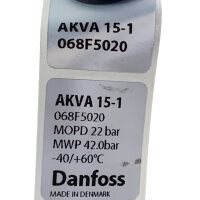 AKVA 15-1
068F5020
AKVA 15-1
068F5020
MOPD 22 bar
MWP 42.0bar
-40/+60°C
Danfoss
MADE IN DENMARK